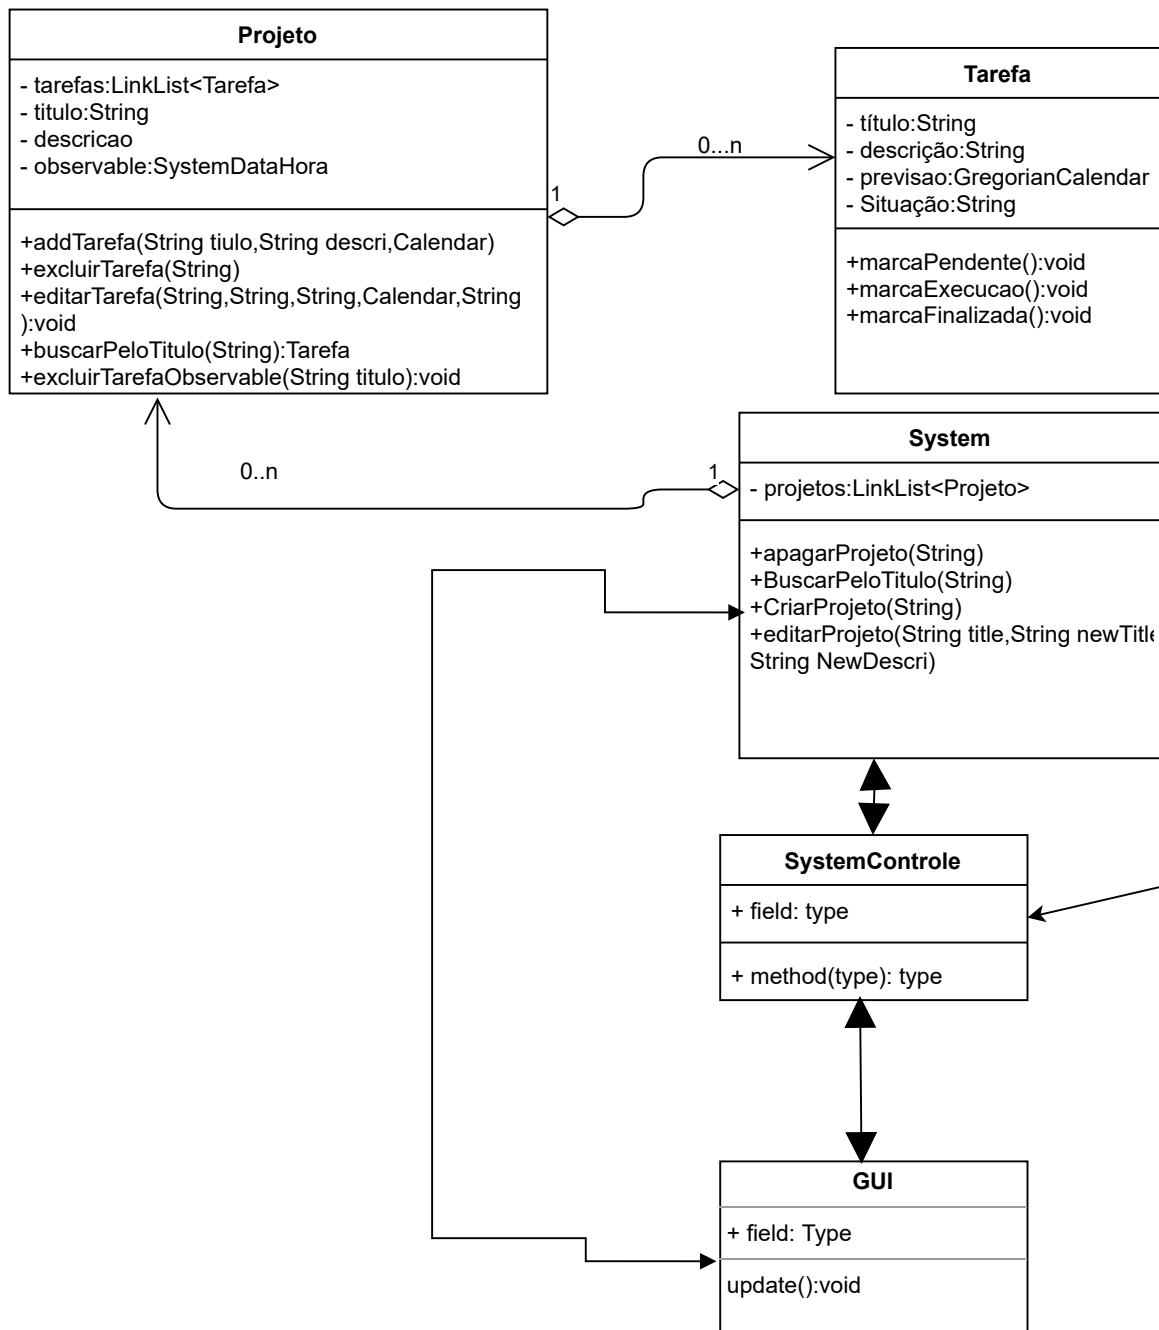 Projeto
- tarefas:LinkList<Tarefa>
- titulo:String
- descricao
- observable:SystemDataHora
+addTarefa(String tiulo,String descri,Calendar)
+excluirTarefa(String)
+editarTarefa(String,String,String,Calendar,String
):void
+buscarPeloTitulo(String):Tarefa
+excluirTarefaObservable(String titulo):void
1
0...n
Tarefa
- título:String
- descrição:String
- previsao:GregorianCalendar
- Situação:String
+marcaPendente():void
+marcaExecucao():void
+marcaFinalizada():void
0..n
1
System
- projetos:LinkList<Projeto>
+apagarProjeto(String)
+BuscarPeloTitulo(String)
+CriarProjeto(String)
+editarProjeto(String title,String newTitle
String NewDescri)
SystemControle
+ field: type
+ method(type): type
GUI
+ field: Type
update():void